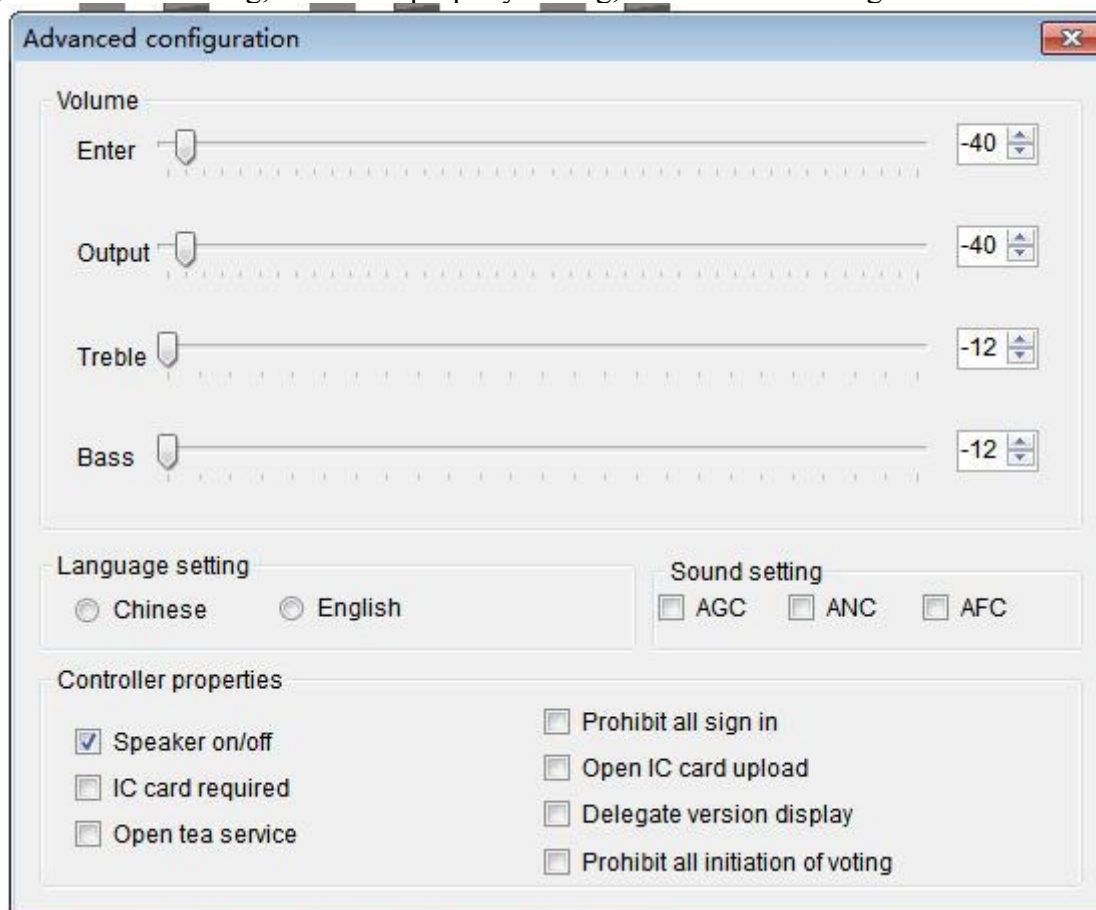 Advanced configuration
Volume
Enter -40
Output -40
Treble -12
Bass -12
Language setting
Chinese English
Sound setting
AGC ANC AFC
Controller properties
Speaker on/off
IC card required
Open tea service
Prohibit all sign in
Open IC card upload
Delegate version display
Prohibit all initiation of voting